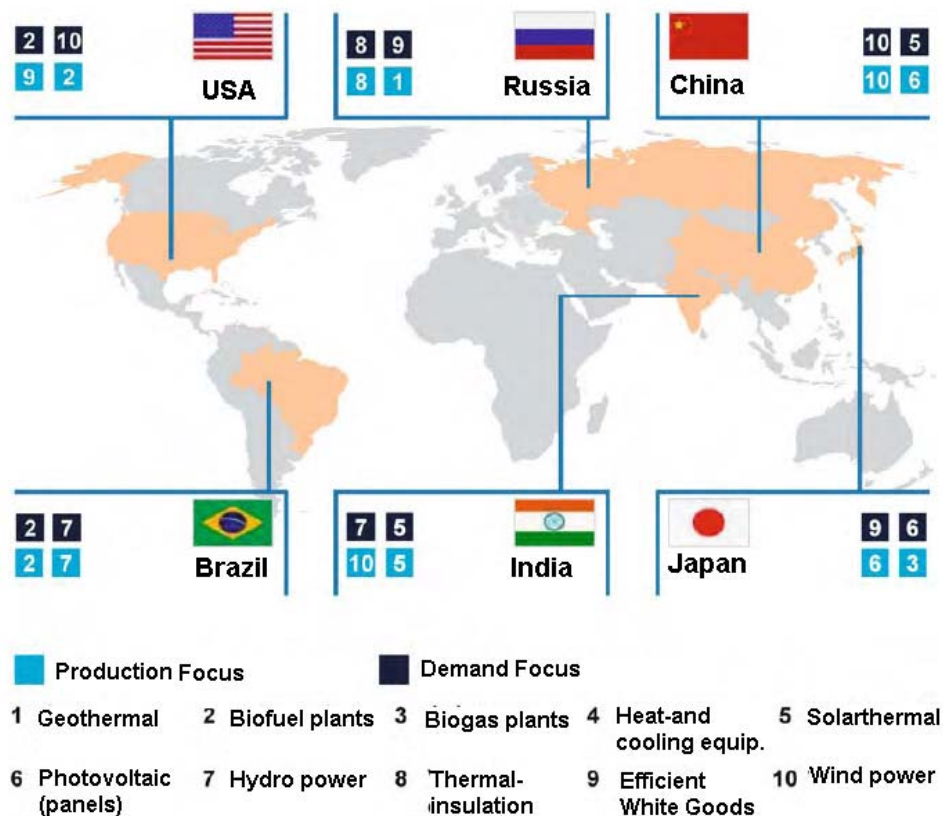 2 10
9 2
USA
8 9
8 1
Russia
China
10 5
10 6
2 7
2 7
Brazil
7 5
10 5
India
Japan
9 6
6 3
Production Focus
Demand Focus
1 Geothermal
2 Biofuel plants
3 Biogas plants
4 Heat-and
cooling equip.
5 Solarthermal
6 Photovoltaic
(panels)
7 Hydro power
8 Thermal-
insulation
9 Efficient
White Goods
10 Wind power